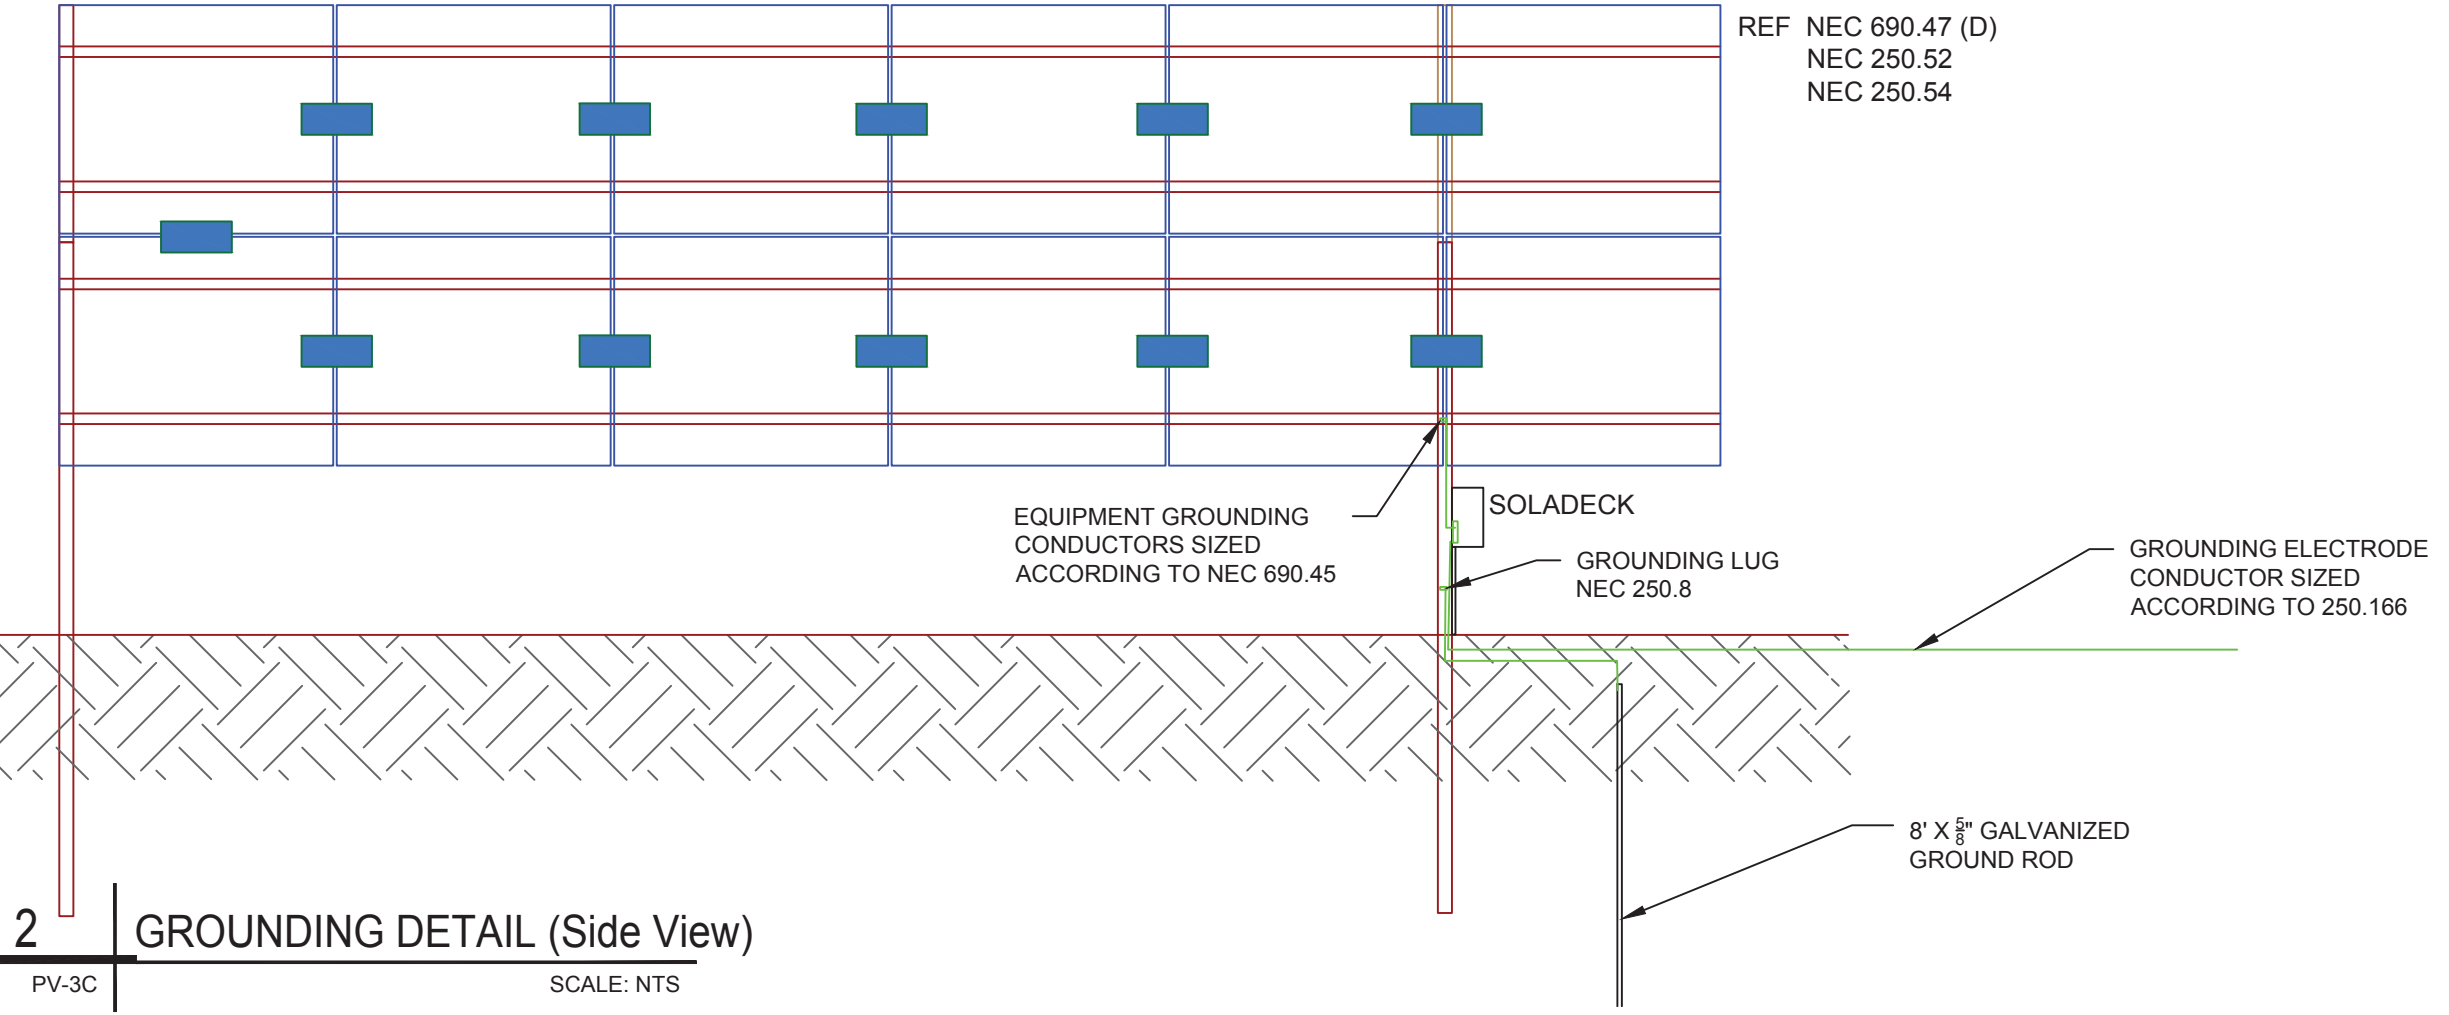 REF NEC 690.47 (D)
NEC 250.52
NEC 250.54
EQUIPMENT GROUNDING
CONDUCTORS SIZED
ACCORDING TO NEC 690.45
SOLADECK
GROUNDING LUG
NEC 250.8
GROUNDING ELECTRODE
CONDUCTOR SIZED
ACCORDING TO 250.166
8' X 5/8" GALVANIZED
GROUND ROD
2 GROUNDING DETAIL (Side View)
PV-3C SCALE: NTS